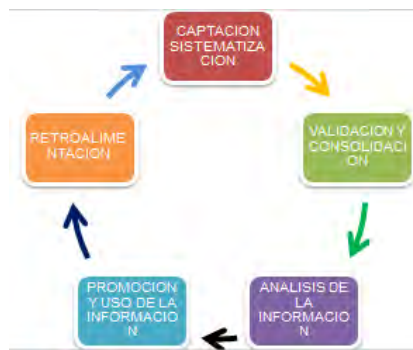 CAPTACION
SISTEMATIZA
CION
VALIDACION Y
CONSOLIDACI
ON
ANALISIS DE
LA
INFORMACIO
N
PROMOCION
Y USO DE LA
INFORMACIO
N
RETROALIME
NTACION